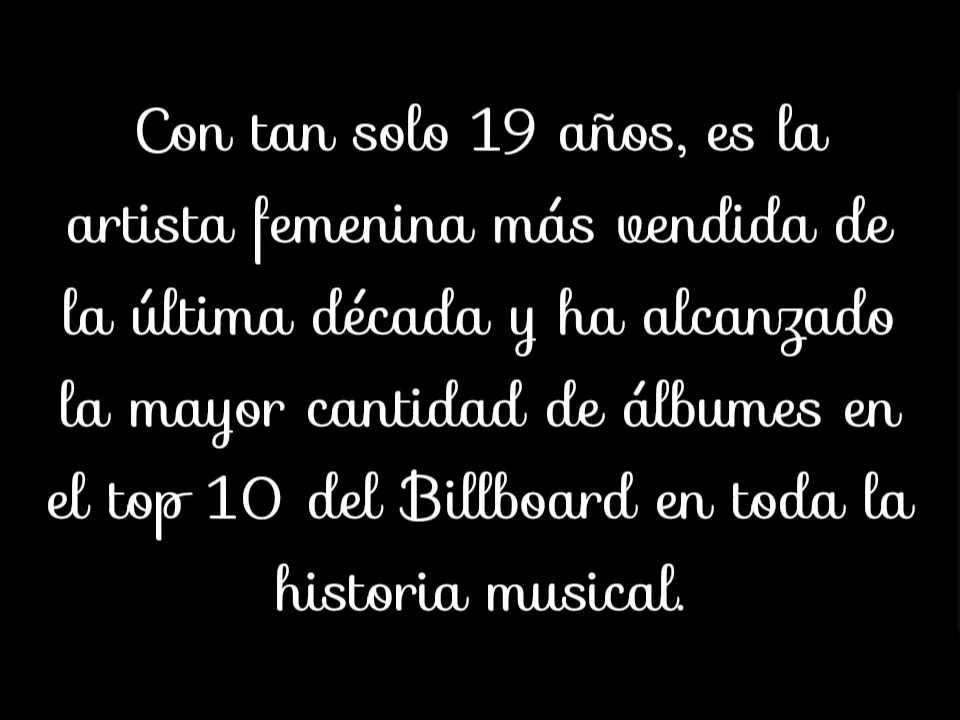 Con tan solo 19 años, es la
artista femenina más vendida de
la última década y ha alcanzado
la mayor cantidad de álbumes en
el top 10 del Billboard en toda la
historia musical.